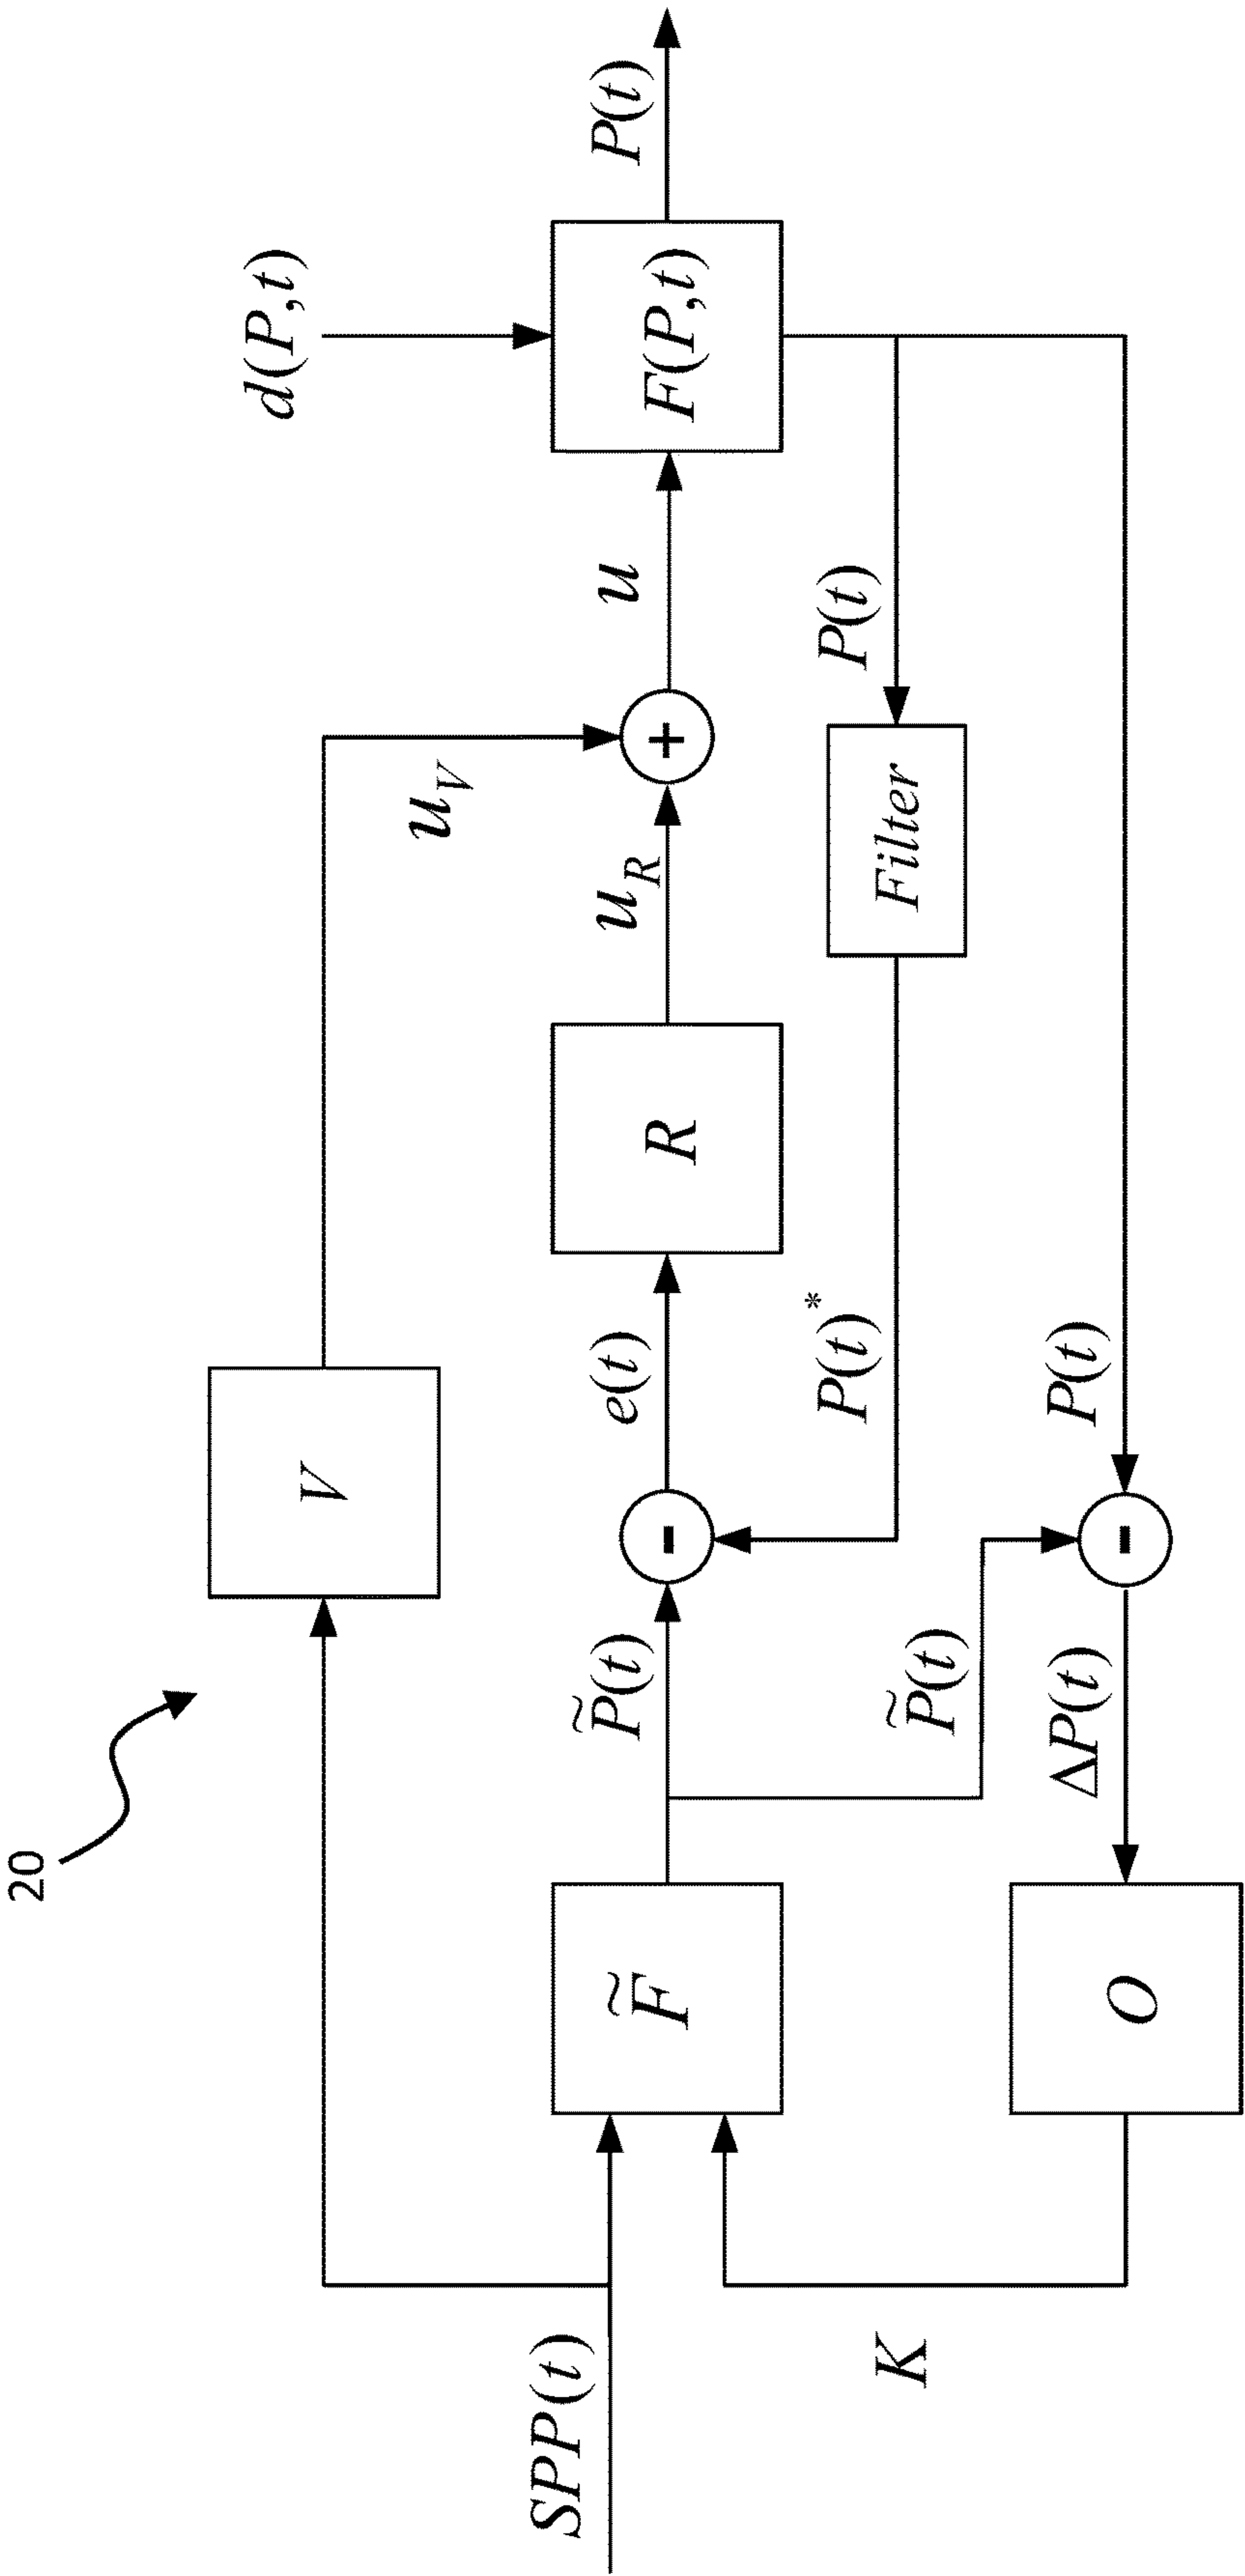 20
V
d(P,t)
u_V
SPP(t)
F̃
P̃(t)
-
e(t)
R
u_R
+
u
F(P,t)
P(t)
P(t)
Filter
P(t)*
P̃(t)
K
O
ΔP(t)
-
P(t)